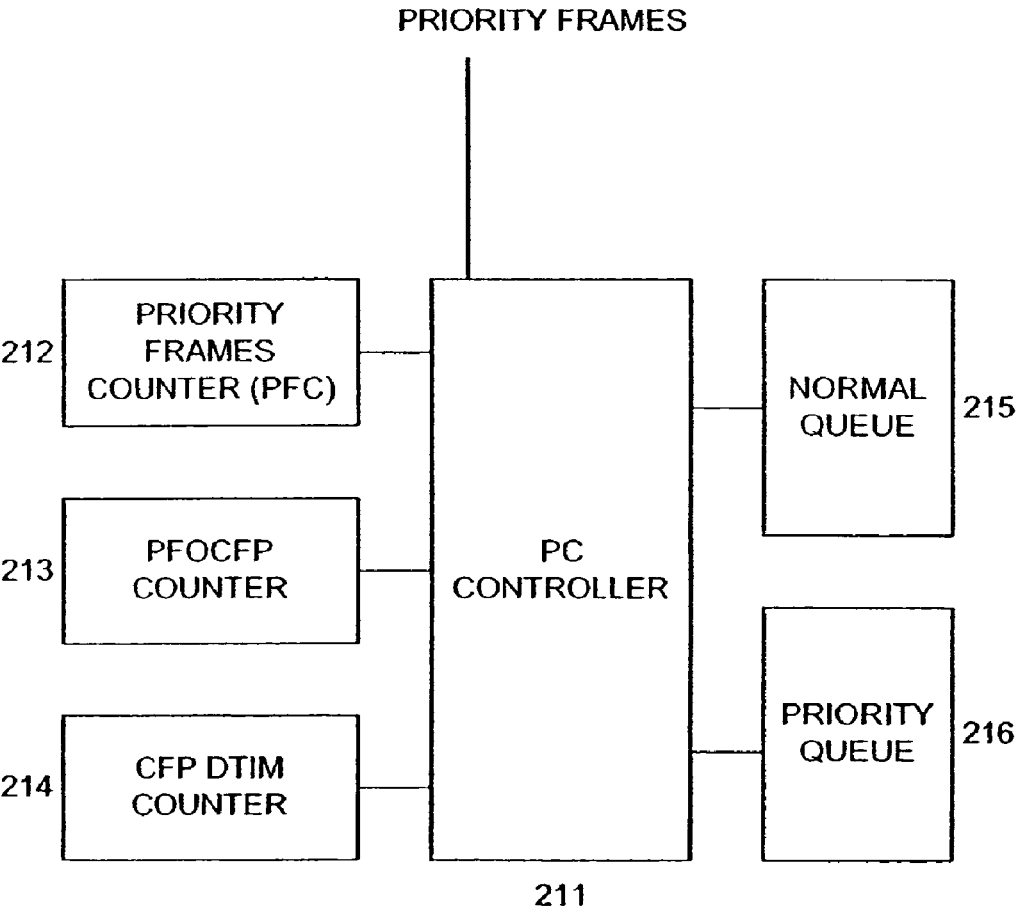 PRIORITY FRAMES
212
PRIORITY
FRAMES
COUNTER (PFC)
213
PFOCFP
COUNTER
214
CFP DTIM
COUNTER
PC
CONTROLLER
211
NORMAL
QUEUE
215
PRIORITY
QUEUE
216